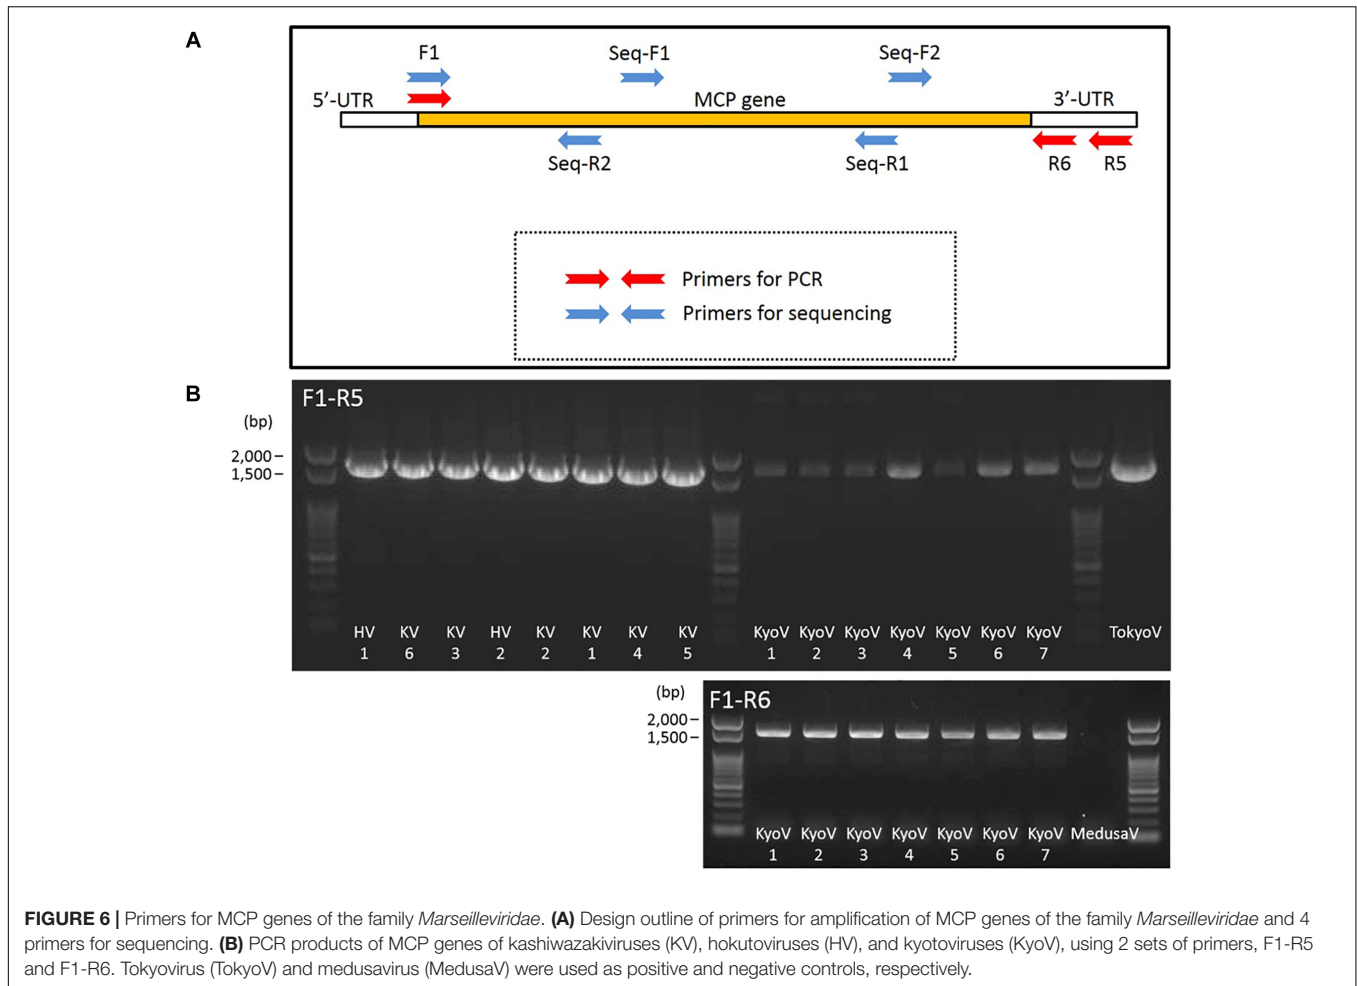 A
F1
Seq-F1
Seq-F2
5’-UTR
MCP gene
3’-UTR
Seq-R2
Seq-R1
R6
R5
Primers for PCR
Primers for sequencing
B
F1-R5
(bp)
2,000
1,500
HV KV KV HV KV KV KV KV KyoV KyoV KyoV KyoV KyoV KyoV KyoV TokyoV
1 6 3 2 2 1 4 5 1 2 3 4 5 6 7
(bp)
F1-R6
2,000
1,500
KyoV KyoV KyoV KyoV KyoV KyoV KyoV MedusaV
1 2 3 4 5 6 7
FIGURE 6 | Primers for MCP genes of the family Marseilleviridae. (A) Design outline of primers for amplification of MCP genes of the family Marseilleviridae and 4
primers for sequencing. (B) PCR products of MCP genes of kashiwazakiviruses (KV), hokutoviruses (HV), and kyotoviruses (KyoV), using 2 sets of primers, F1-R5
and F1-R6. Tokyovirus (TokyoV) and medusavirus (MedusaV) were used as positive and negative controls, respectively.